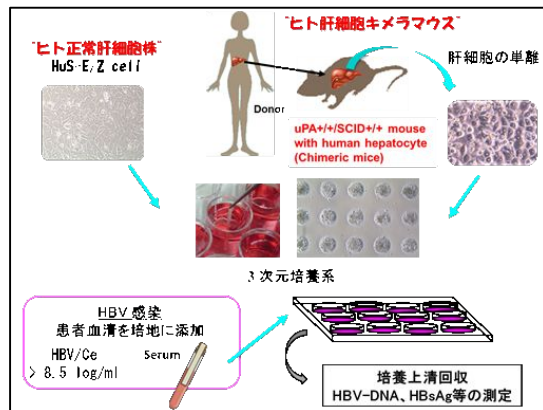 "ヒト正常肝細胞株"
HuS-E/2 cell
"ヒト肝細胞キメラマウス"
肝細胞の単離
Donor
uPA+/+/SCID+/+ mouse
with human hepatocyte
(Chimeric mice)
3次元培養系
HBV 感染
患者血清を培地に添加
HBV/Ce
Serum
> 8.5 log/ml
培養上清回収
HBV-DNA、HBsAg等の測定